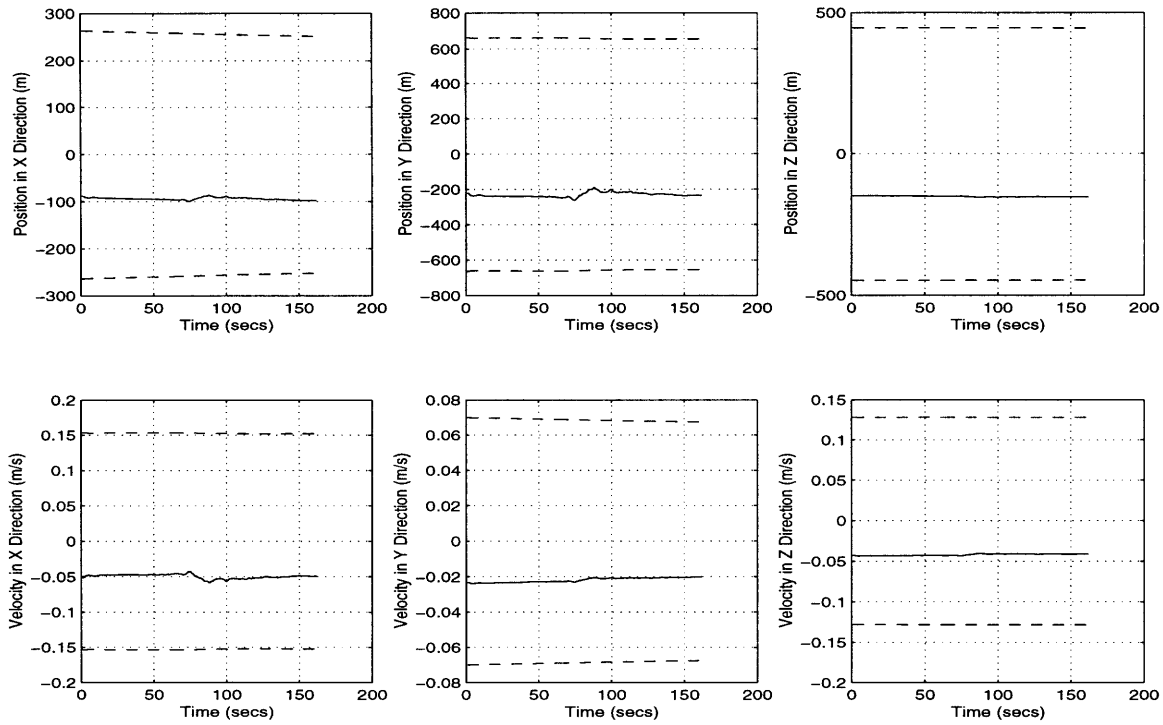 300
200
100
0
−100
−200
−300
Position in X Direction (m)
0 50 100 150 200
Time (secs)
800
600
400
200
0
−200
−400
−600
−800
Position in Y Direction (m)
0 50 100 150 200
Time (secs)
500
0
−500
Position in Z Direction (m)
0 50 100 150 200
Time (secs)
0.2
0.15
0.1
0.05
0
−0.05
−0.1
−0.15
−0.2
Velocity in X Direction (m/s)
0 50 100 150 200
Time (secs)
0.08
0.06
0.04
0.02
0
−0.02
−0.04
−0.06
−0.08
Velocity in Y Direction (m/s)
0 50 100 150 200
Time (secs)
0.15
0.1
0.05
0
−0.05
−0.1
−0.15
−0.2
Velocity in Z Direction (m/s)
0 50 100 150 200
Time (secs)